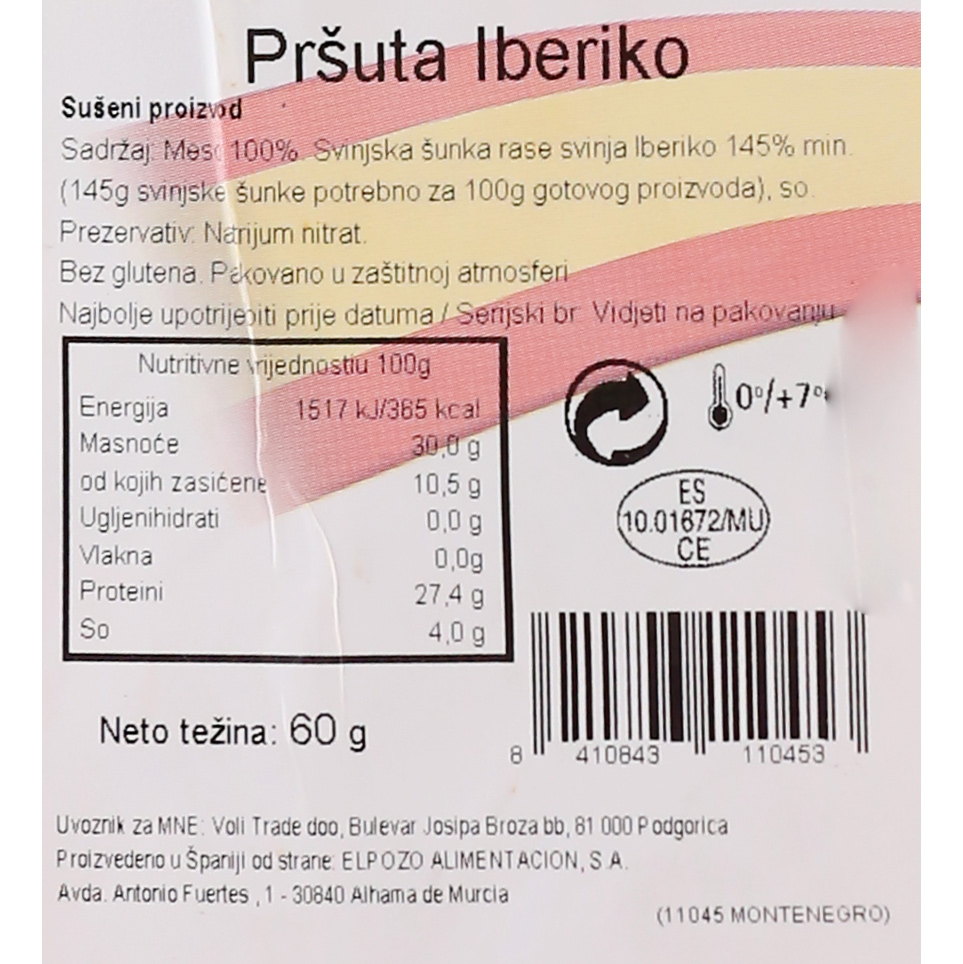 Pršuta Iberiko
Sušeni proizvod
Sadržaj: Meso 100%. Svinjska šunka rase svinja Iberiko 145% min.
(145g svinjske šunke potrebno za 100g gotovog proizvoda), so.
Prezervativ: Natrijum nitrat.
Bez glutena. Pakovano u zaštitnoj atmosferi
Najbolje upotrijebiti prije datuma / Serijski br: Vidjeti na pakovanju
Nutritivne vrijednostiu 100g
Energija 1517 kJ/365 kcal
Masnoće 30,0 g
od kojih zasićene 10,5 g
Ugljenihidrati 0,0 g
Vlakna 0,0g
Proteini 27,4 g
So 4,0 g
0°/+7°
ES
10.01672/MU
CE
Neto težina: 60 g
8 410843 110453
Uvoznik za MNE: Voli Trade doo, Bulevar Josipa Broza bb, 81 000 Podgorica
Proizvedeno u Španiji od strane: ELPOZO ALIMENTACION, S.A.
Avda. Antonio Fuertes ,1 - 30840 Alhama de Murcia
(11045 MONTENEGRO)